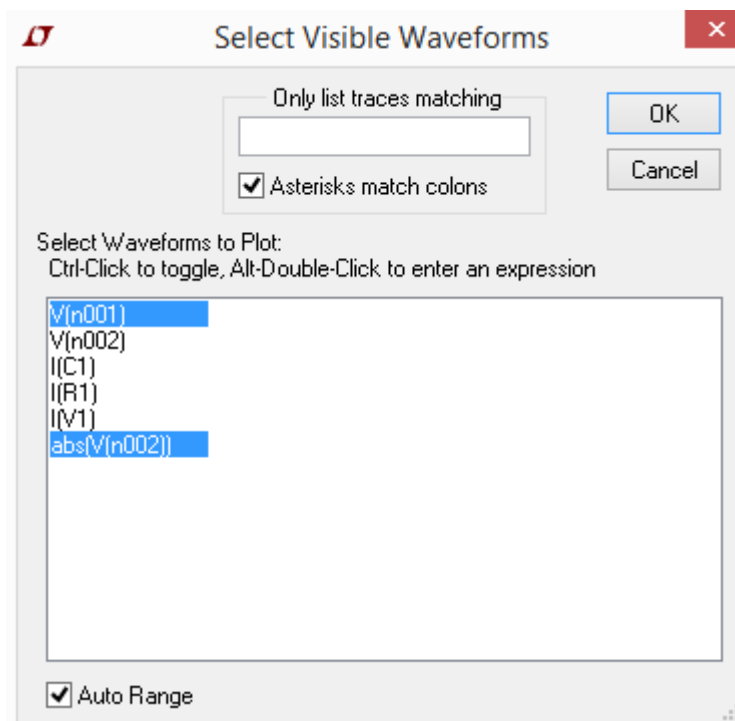 Select Visible Waveforms
Only list traces matching
OK
Asterisks match colons
Cancel
Select Waveforms to Plot:
Ctrl-Click to toggle, Alt-Double-Click to enter an expression
V(n001)
V(n002)
I(C1)
I(R1)
I(V1)
abs(V(n002))
Auto Range